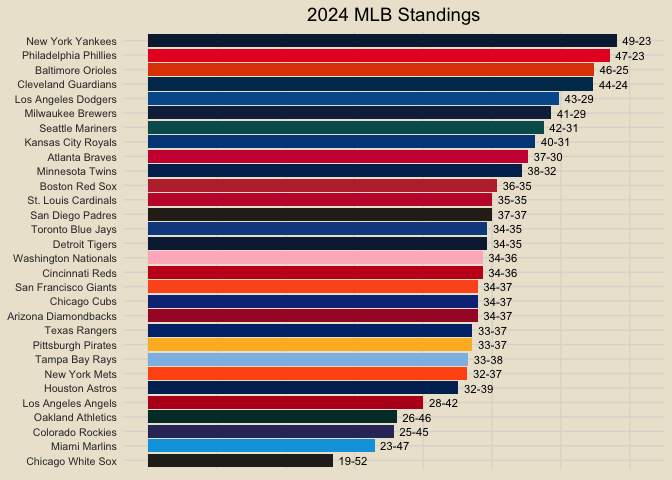 2024 MLB Standings
New York Yankees 49-23
Philadelphia Phillies 47-23
Baltimore Orioles 46-25
Cleveland Guardians 44-24
Los Angeles Dodgers 43-29
Milwaukee Brewers 41-29
Seattle Mariners 42-31
Kansas City Royals 40-31
Atlanta Braves 37-30
Minnesota Twins 38-32
Boston Red Sox 36-35
St. Louis Cardinals 35-35
San Diego Padres 37-37
Toronto Blue Jays 34-35
Detroit Tigers 34-35
Washington Nationals 34-36
Cincinnati Reds 34-36
San Francisco Giants 34-37
Chicago Cubs 34-37
Arizona Diamondbacks 34-37
Texas Rangers 33-37
Pittsburgh Pirates 33-37
Tampa Bay Rays 33-38
New York Mets 32-37
Houston Astros 32-39
Los Angeles Angels 28-42
Oakland Athletics 26-46
Colorado Rockies 25-45
Miami Marlins 23-47
Chicago White Sox 19-52